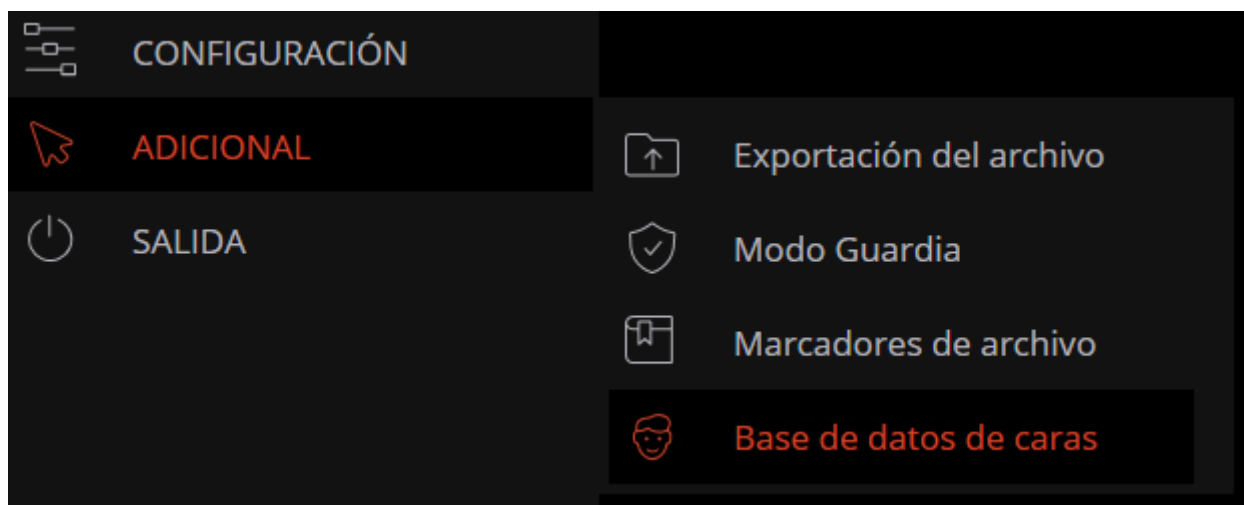 CONFIGURACIÓN
ADICIONAL
SALIDA
Exportación del archivo
Modo Guardia
Marcadores de archivo
Base de datos de caras